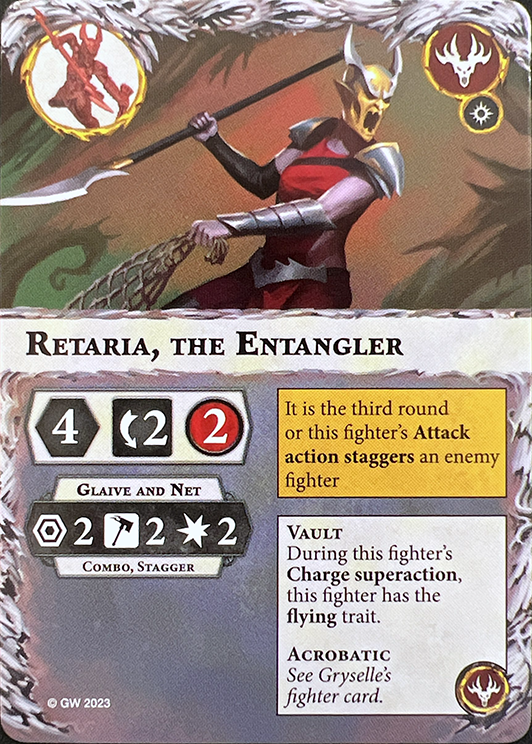 RETARIA, THE ENTANGLER
4 2 2
GLAIVE AND NET
2 2 2
COMBO, STAGGER
It is the third round
or this fighter's Attack
action staggers an enemy
fighter
VAULT
During this fighter's
Charge superaction,
this fighter has the
flying trait.
ACROBATIC
See Gryselle's
fighter card.
© GW 2023